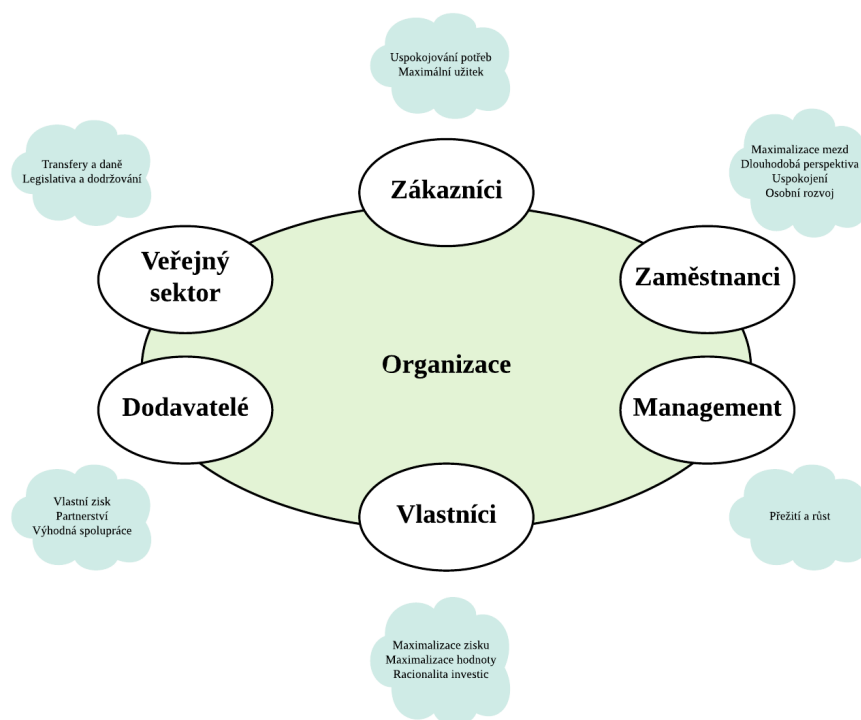 Uspokojování potřeb
Maximální užitek
Transfery a daně
Legislativa a dodržování
Maximalizace mezd
Dlouhodobá perspektiva
Uspokojení
Osobní rozvoj
Zákazníci
Veřejný
sektor
Zaměstnanci
Organizace
Dodavatelé
Management
Vlastní zisk
Partnerství
Výhodná spolupráce
Vlastníci
Přežití a růst
Maximalizace zisku
Maximalizace hodnoty
Racionalita investic